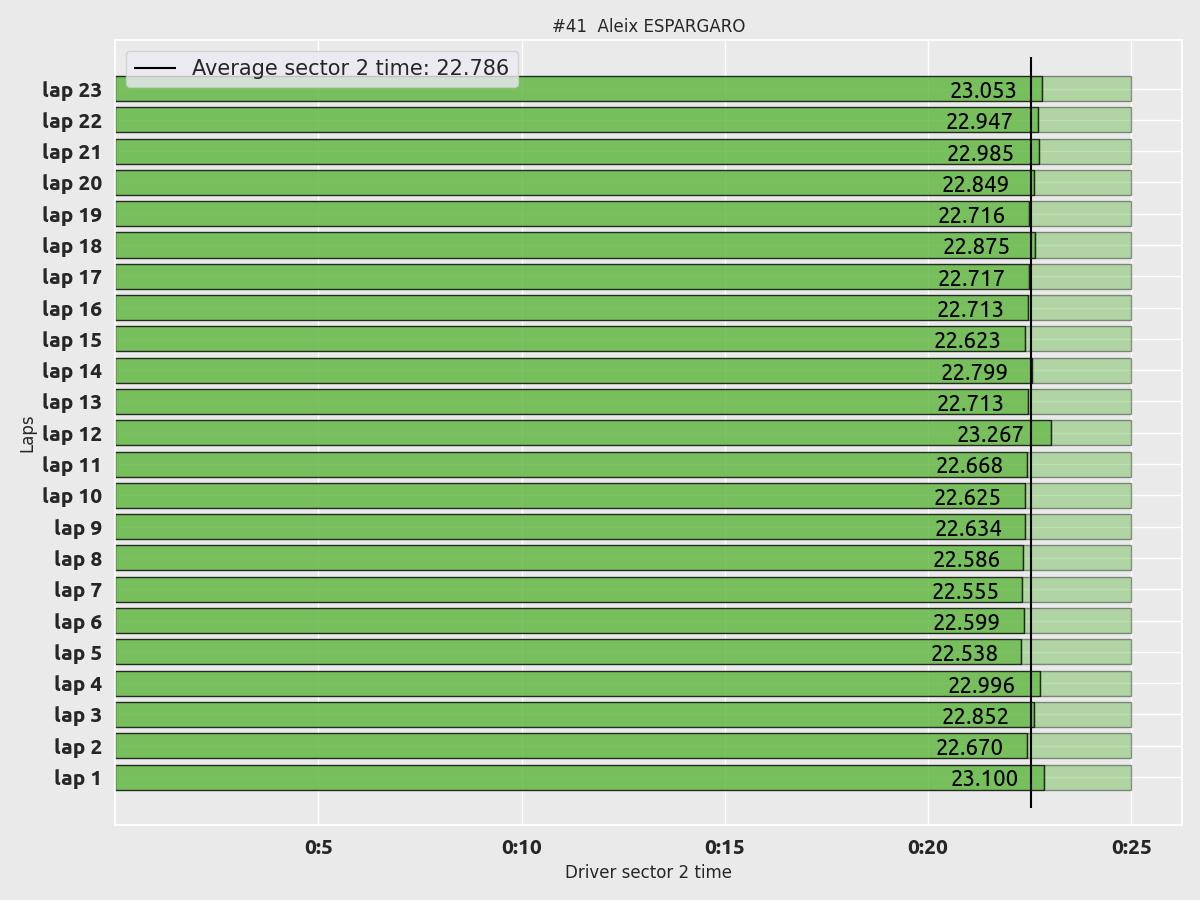 #41  Aleix ESPARGARO
Average sector 2 time: 22.786
lap 23 23.053
lap 22 22.947
lap 21 22.985
lap 20 22.849
lap 19 22.716
lap 18 22.875
lap 17 22.717
lap 16 22.713
lap 15 22.623
lap 14 22.799
lap 13 22.713
lap 12 23.267
lap 11 22.668
lap 10 22.625
lap 9 22.634
lap 8 22.586
lap 7 22.555
lap 6 22.599
lap 5 22.538
lap 4 22.996
lap 3 22.852
lap 2 22.670
lap 1 23.100
Laps
0:5 0:10 0:15 0:20 0:25
Driver sector 2 time